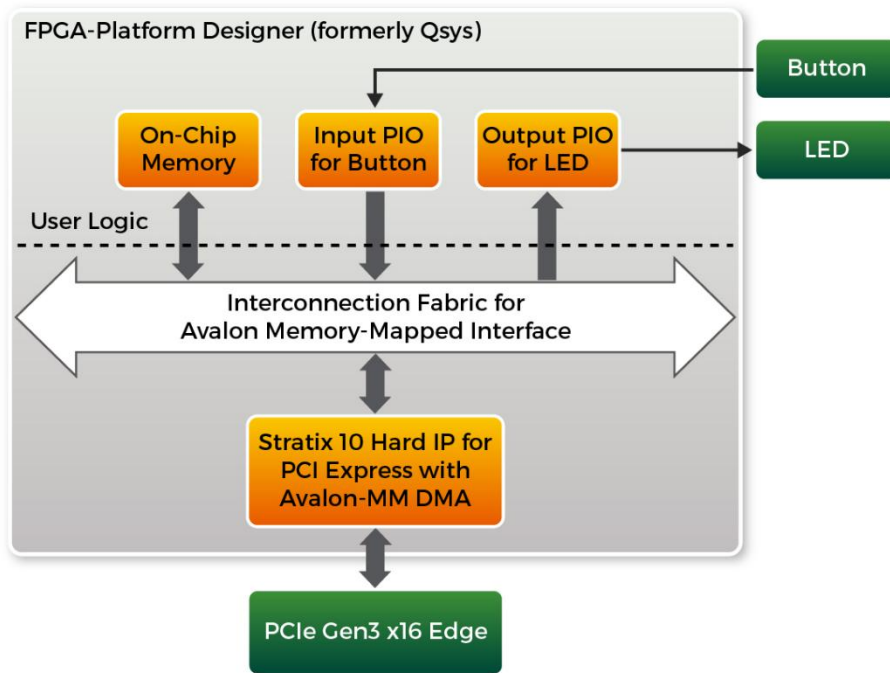 FPGA-Platform Designer (formerly Qsys)
Button
On-Chip
Memory
Input PIO
for Button
Output PIO
for LED
LED
User Logic
Interconnection Fabric for
Avalon Memory-Mapped Interface
Stratix 10 Hard IP for
PCI Express with
Avalon-MM DMA
PCIe Gen3 x16 Edge